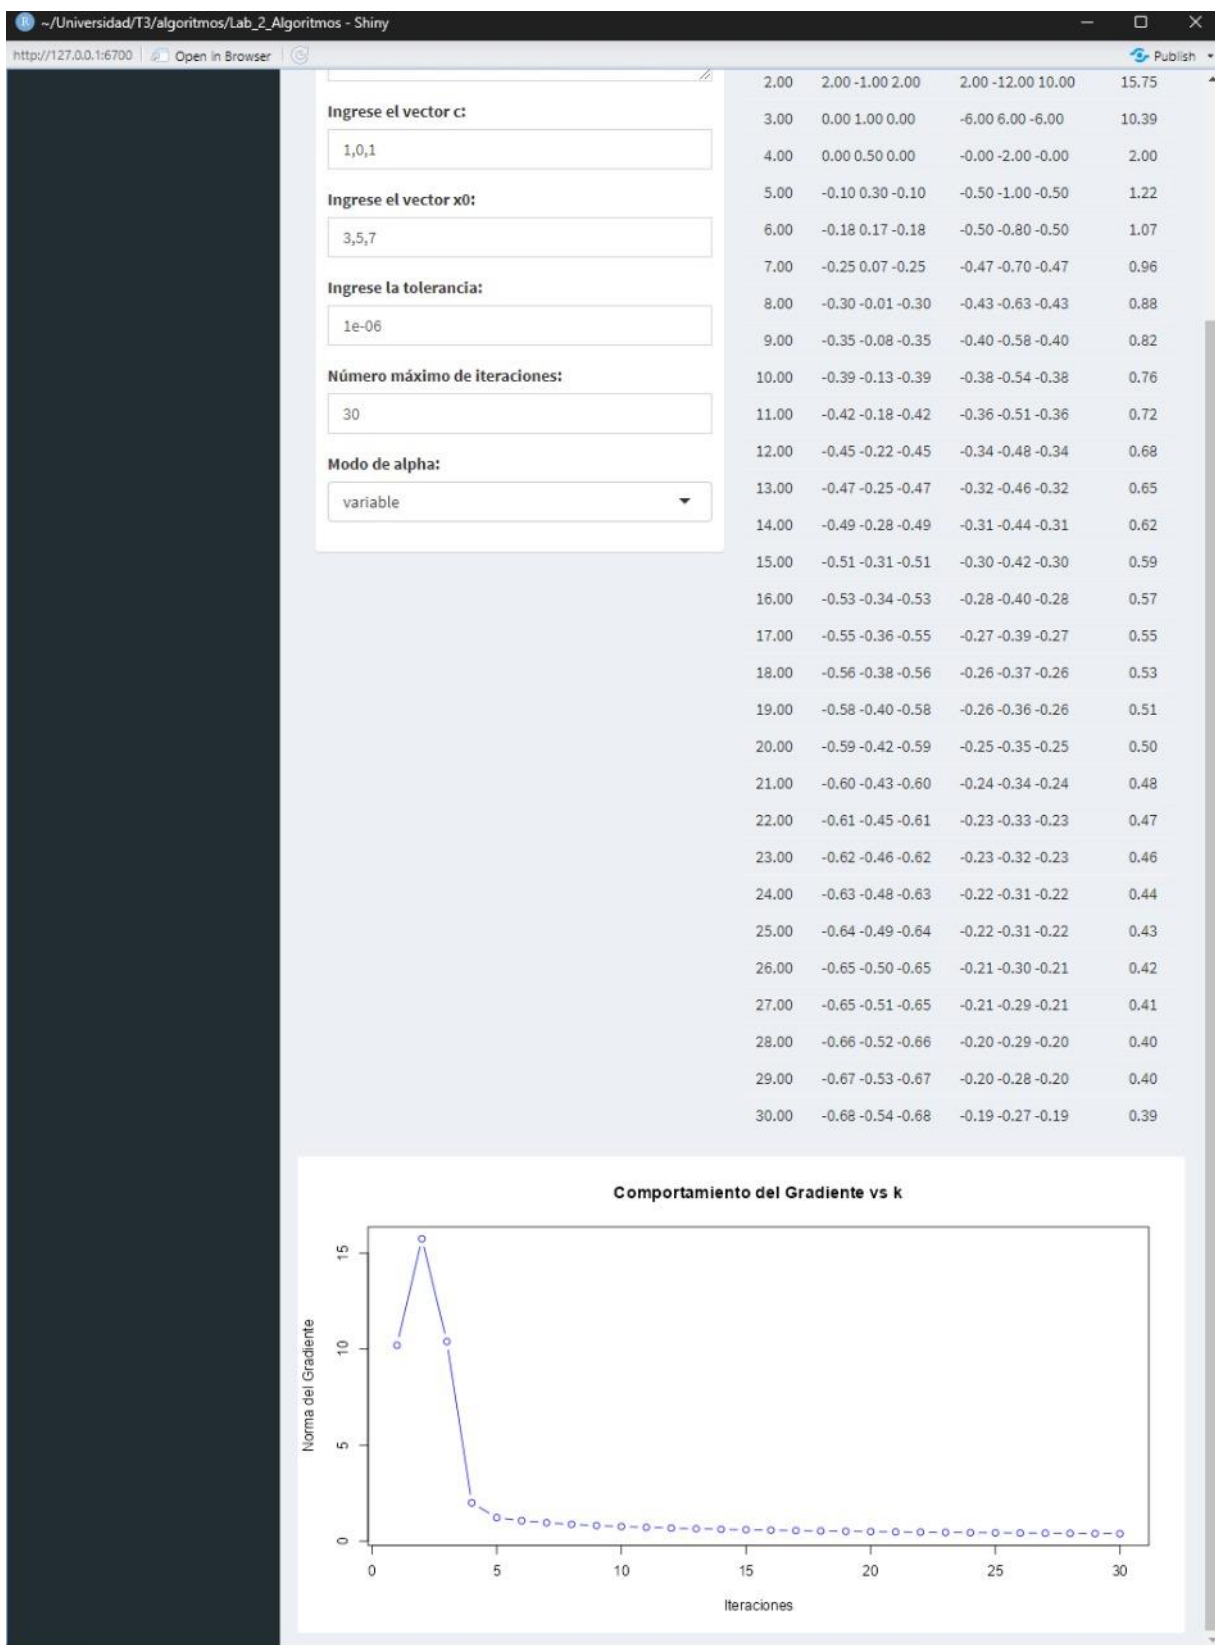 R ~/Universidad/T3/algoritmos/Lab_2_Algoritmos - Shiny
http://127.0.0.1:6700 Open in Browser Publish
Ingrese el vector c:
1,0,1
Ingrese el vector x0:
3,5,7
Ingrese la tolerancia:
1e-06
Número máximo de iteraciones:
30
Modo de alpha:
variable
2.00 2.00 -1.00 2.00 2.00 -12.00 10.00 15.75
3.00 0.00 1.00 0.00 -6.00 6.00 -6.00 10.39
4.00 0.00 0.50 0.00 -0.00 -2.00 -0.00 2.00
5.00 -0.10 0.30 -0.10 -0.50 -1.00 -0.50 1.22
6.00 -0.18 0.17 -0.18 -0.50 -0.80 -0.50 1.07
7.00 -0.25 0.07 -0.25 -0.47 -0.70 -0.47 0.96
8.00 -0.30 -0.01 -0.30 -0.43 -0.63 -0.43 0.88
9.00 -0.35 -0.08 -0.35 -0.40 -0.58 -0.40 0.82
10.00 -0.39 -0.13 -0.39 -0.38 -0.54 -0.38 0.76
11.00 -0.42 -0.18 -0.42 -0.36 -0.51 -0.36 0.72
12.00 -0.45 -0.22 -0.45 -0.34 -0.48 -0.34 0.68
13.00 -0.47 -0.25 -0.47 -0.32 -0.46 -0.32 0.65
14.00 -0.49 -0.28 -0.49 -0.31 -0.44 -0.31 0.62
15.00 -0.51 -0.31 -0.51 -0.30 -0.42 -0.30 0.59
16.00 -0.53 -0.34 -0.53 -0.28 -0.40 -0.28 0.57
17.00 -0.55 -0.36 -0.55 -0.27 -0.39 -0.27 0.55
18.00 -0.56 -0.38 -0.56 -0.26 -0.37 -0.26 0.53
19.00 -0.58 -0.40 -0.58 -0.26 -0.36 -0.26 0.51
20.00 -0.59 -0.42 -0.59 -0.25 -0.35 -0.25 0.50
21.00 -0.60 -0.43 -0.60 -0.24 -0.34 -0.24 0.48
22.00 -0.61 -0.45 -0.61 -0.23 -0.33 -0.23 0.47
23.00 -0.62 -0.46 -0.62 -0.23 -0.32 -0.23 0.46
24.00 -0.63 -0.48 -0.63 -0.22 -0.31 -0.22 0.44
25.00 -0.64 -0.49 -0.64 -0.22 -0.31 -0.22 0.43
26.00 -0.65 -0.50 -0.65 -0.21 -0.30 -0.21 0.42
27.00 -0.65 -0.51 -0.65 -0.21 -0.29 -0.21 0.41
28.00 -0.66 -0.52 -0.66 -0.20 -0.29 -0.20 0.40
29.00 -0.67 -0.53 -0.67 -0.20 -0.28 -0.20 0.40
30.00 -0.68 -0.54 -0.68 -0.19 -0.27 -0.19 0.39
Comportamiento del Gradiente vs k
Norma del Gradiente
15
10
5
0
0 5 10 15 20 25 30
Iteraciones